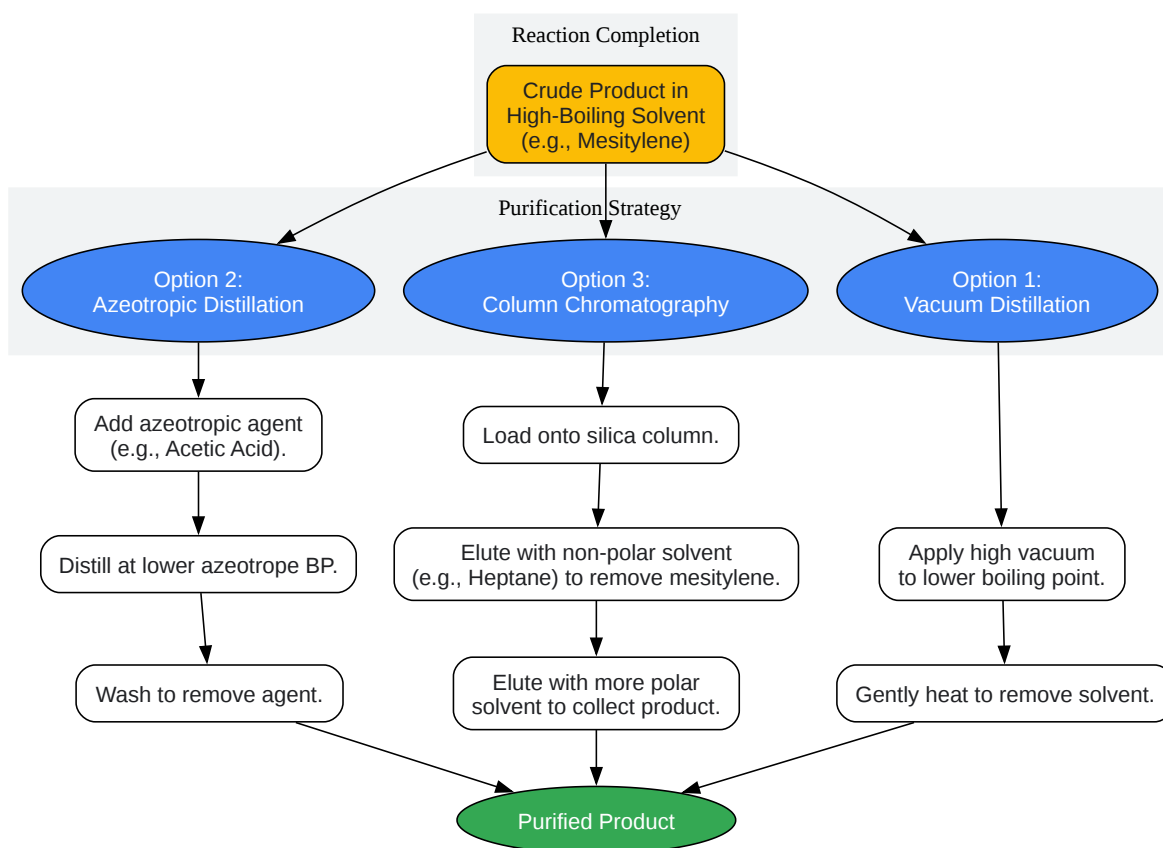 Reaction Completion
Crude Product in
High-Boiling Solvent
(e.g., Mesitylene)
Purification Strategy
Option 2:
Azeotropic Distillation
Option 3:
Column Chromatography
Option 1:
Vacuum Distillation
Add azeotropic agent
(e.g., Acetic Acid).
Load onto silica column.
Distill at lower azeotrope BP.
Elute with non-polar solvent
(e.g., Heptane) to remove mesitylene.
Apply high vacuum
to lower boiling point.
Wash to remove agent.
Elute with more polar
solvent to collect product.
Gently heat to remove solvent.
Purified Product